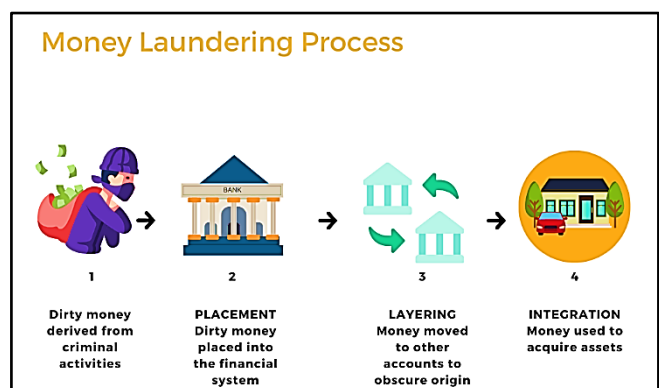 Money Laundering Process
BANK
1
Dirty money
derived from
criminal
activities
2
PLACEMENT
Dirty money
placed into
the financial
system
3
LAYERING
Money moved
to other
accounts to
obscure origin
4
INTEGRATION
Money used to
acquire assets